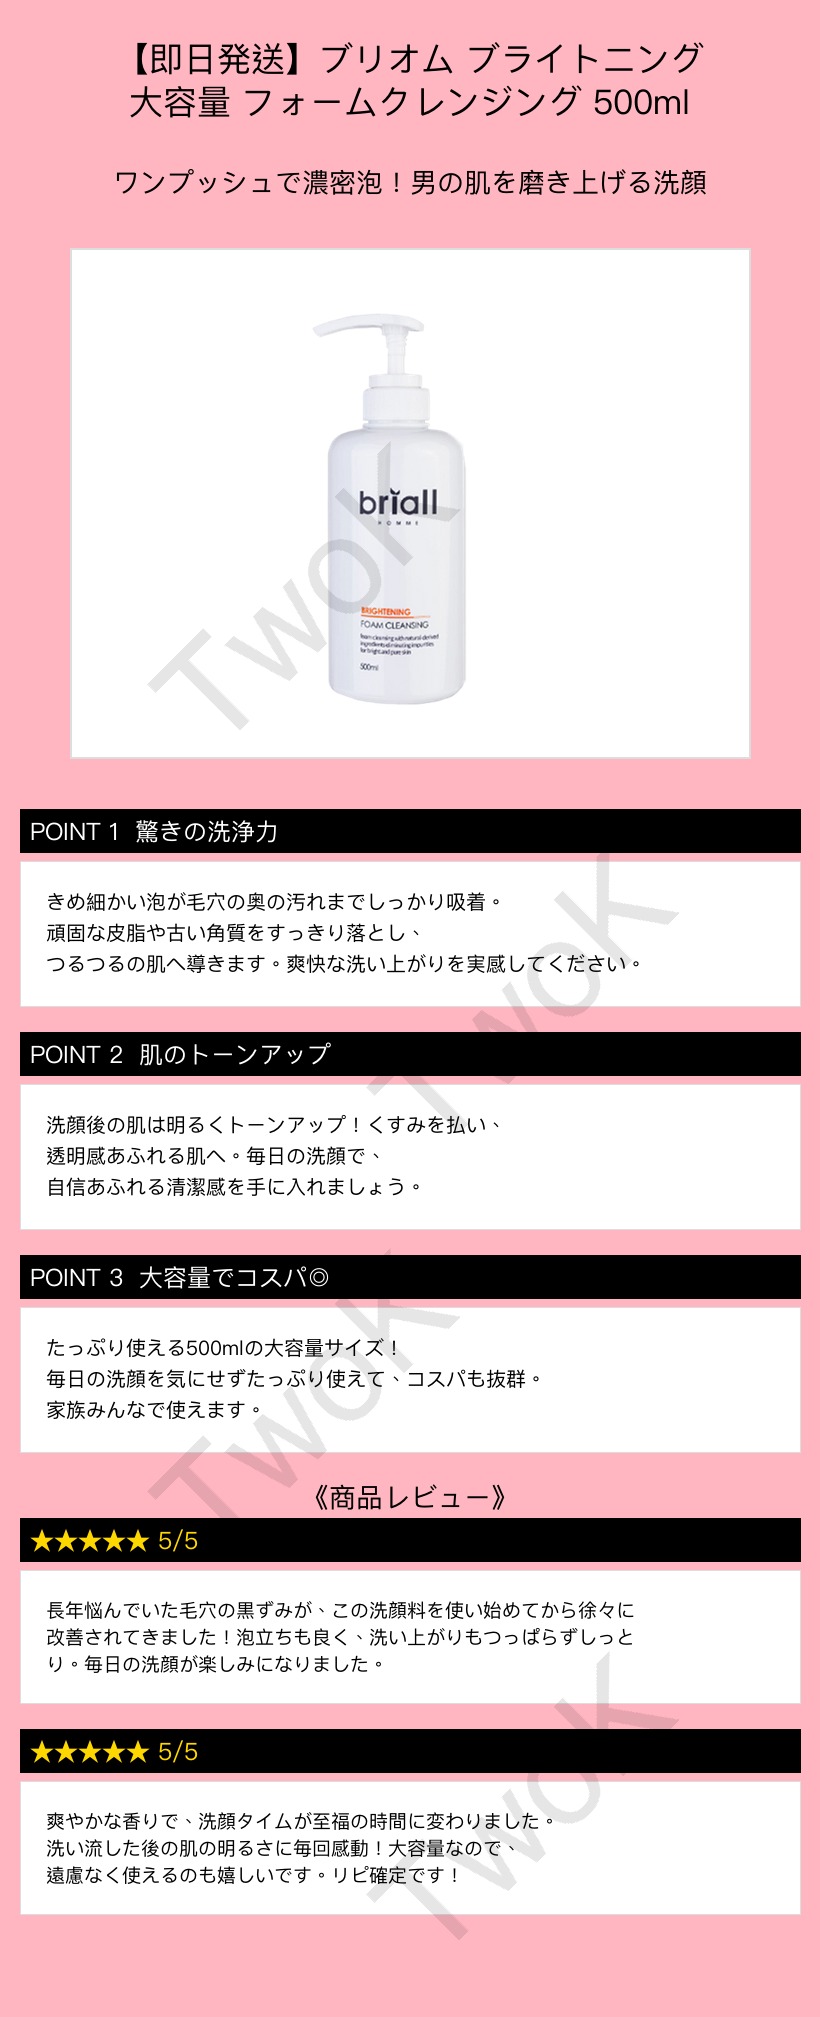 【即日発送】ブリオム ブライトニング
大容量 フォームクレンジング 500ml
ワンプッシュで濃密泡！男の肌を磨き上げる洗顔
briall
HOMME
BRIGHTENING
FOAM CLEANSING
foam cleansing with natural-derived
ingredients eliminating impurities
for bright and pure skin
500ml
TwoK
POINT 1 驚きの洗浄力
きめ細かい泡が毛穴の奥の汚れまでしっかり吸着。
頑固な皮脂や古い角質をすっきり落とし、
つるつるの肌へ導きます。爽快な洗い上がりを実感してください。
TwoK
POINT 2 肌のトーンアップ
洗顔後の肌は明るくトーンアップ！くすみを払い、
透明感あふれる肌へ。毎日の洗顔で、
自信あふれる清潔感を手に入れましょう。
POINT 3 大容量でコスパ◎
たっぷり使える500mlの大容量サイズ！
毎日の洗顔を気にせずたっぷり使えて、コスパも抜群。
家族みんなで使えます。
TwoK
《商品レビュー》
★★★★★ 5/5
長年悩んでいた毛穴の黒ずみが、この洗顔料を使い始めてから徐々に
改善されてきました！泡立ちも良く、洗い上がりもつっぱらずしっと
り。毎日の洗顔が楽しみになりました。
★★★★★ 5/5
爽やかな香りで、洗顔タイムが至福の時間に変わりました。
洗い流した後の肌の明るさに毎回感動！大容量なので、
遠慮なく使えるのも嬉しいです。リピ確定です！
TwoK